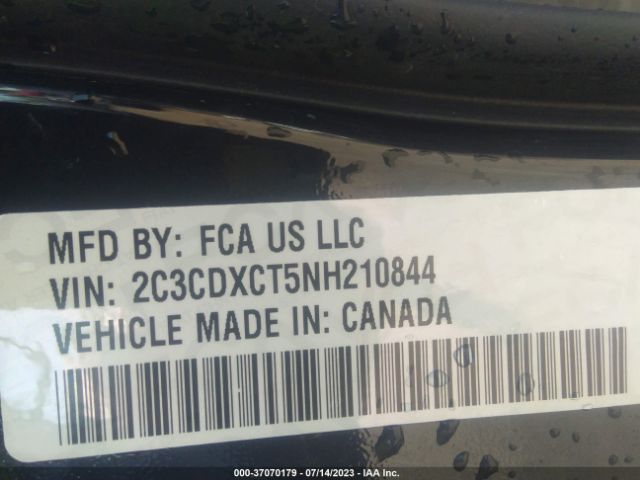 MFD BY: FCA US LLC
VIN: 2C3CDXCT5NH210844
VEHICLE MADE IN: CANADA
000-37070179 - 07/14/2023 - IAA Inc.